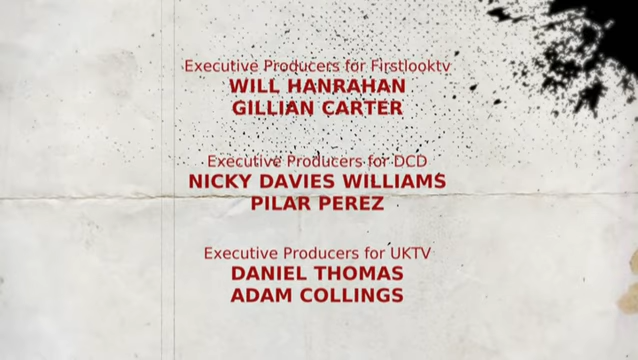 Executive Producers for Firstlooktv
WILL HANRAHAN
GILLIAN CARTER
Executive Producers for DCD
NICKY DAVIES WILLIAMS
PILAR PEREZ
Executive Producers for UKTV
DANIEL THOMAS
ADAM COLLINGS